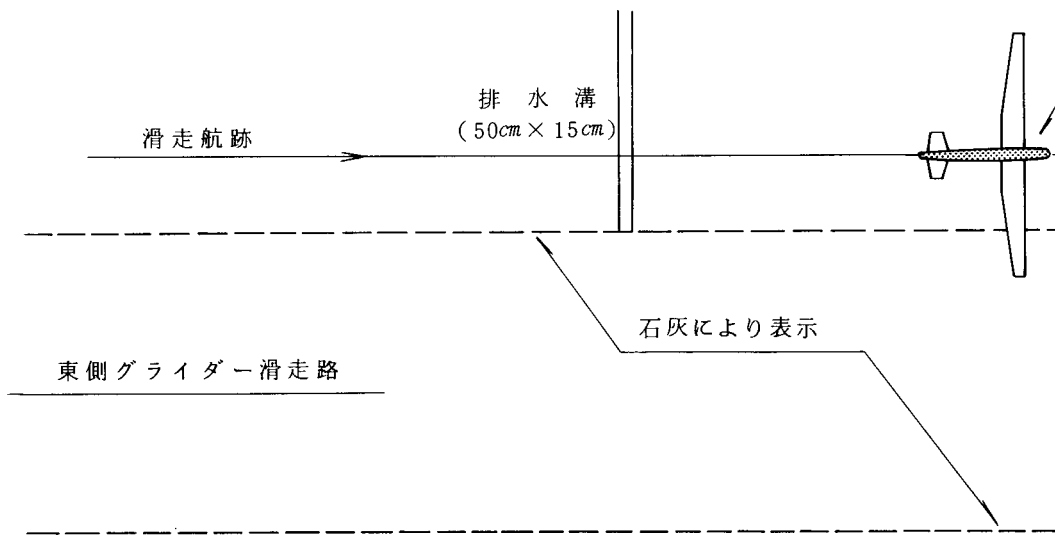 排水溝
(50cm×15cm)
滑走航跡
石灰により表示
東側グライダー滑走路